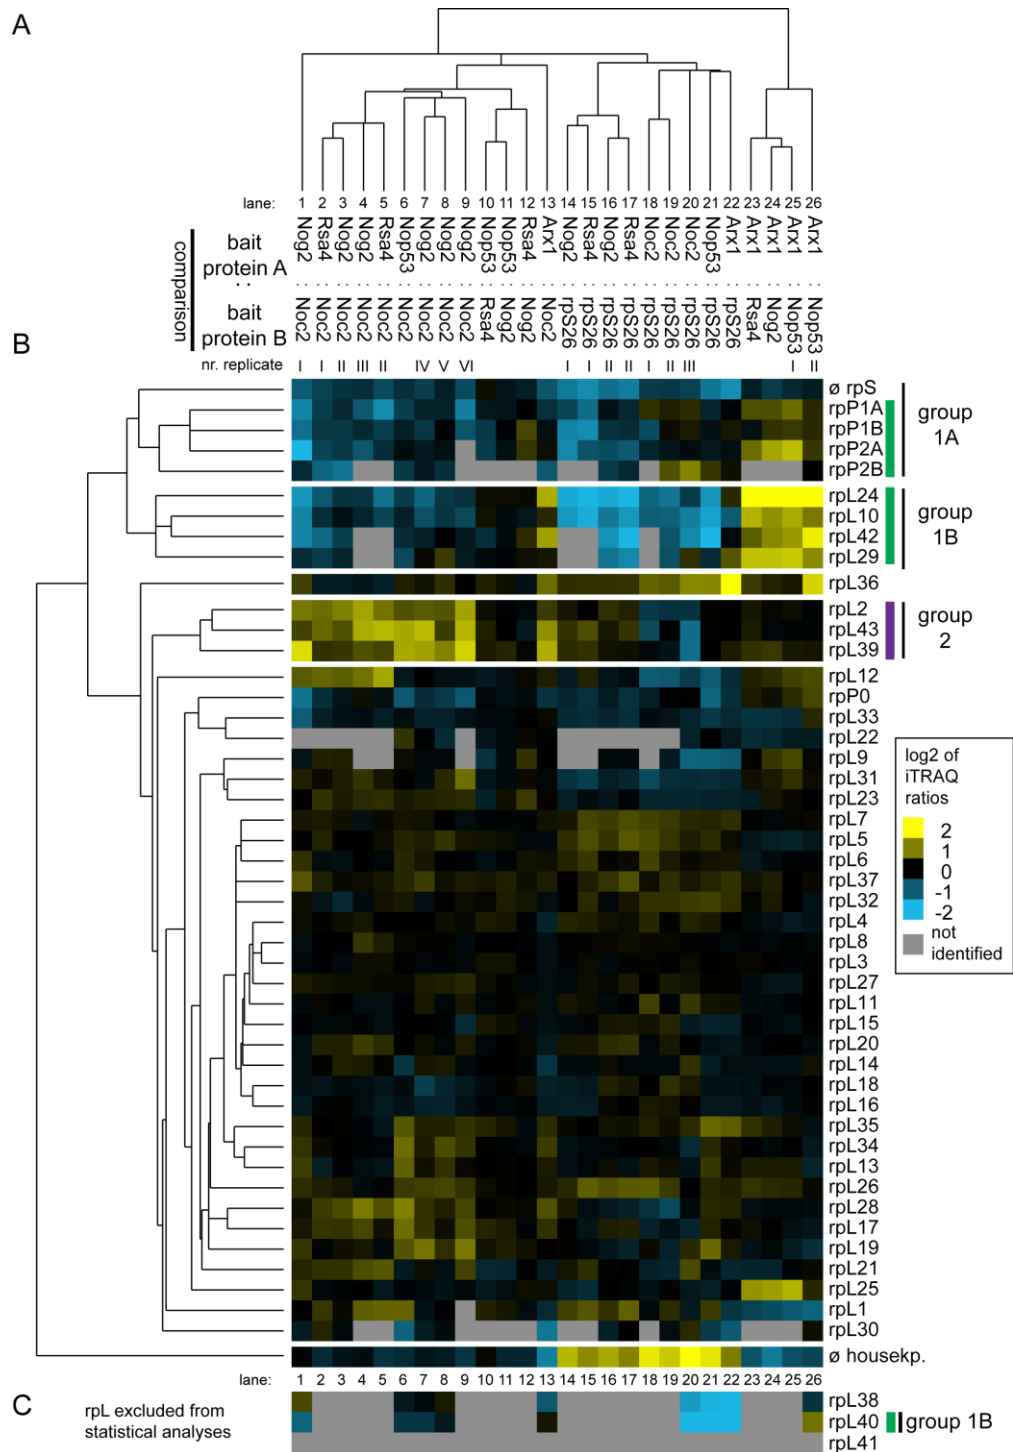 A
lane: 1 2 3 4 5 6 7 8 9 10 11 12 13 14 15 16 17 18 19 20 21 22 23 24 25 26
comparison
bait protein A
Nog2 Rsa4 Nog2 Nog2 Rsa4 Nop53 Nog2 Nog2 Nog2 Nop53 Nop53 Rsa4 Arx1 Nog2 Rsa4 Nog2 Rsa4 Noc2 Noc2 Noc2 Nop53 Arx1 Arx1 Arx1 Arx1 Arx1
: : : : : : : : : : : : : : : : : : : : : : : : : : :
bait protein B
Noc2 Noc2 Noc2 Noc2 Noc2 Noc2 Noc2 Noc2 Noc2 Rsa4 Nog2 Nog2 Noc2 rpS26 rpS26 rpS26 rpS26 rpS26 rpS26 rpS26 rpS26 rpS26 Rsa4 Nog2 Nop53 Nop53
B
nr. replicate I I II III II IV V VI I I II II I II III I II
ø rpS
rpP1A
rpP1B
rpP2A
rpP2B
group
1A
rpL24
rpL10
rpL42
rpL29
group
1B
rpL36
rpL2
rpL43
rpL39
group
2
rpL12
rpP0
rpL33
rpL22
rpL9
rpL31
rpL23
rpL7
rpL5
rpL6
rpL37
rpL32
rpL4
rpL8
rpL3
rpL27
rpL11
rpL15
rpL20
rpL14
rpL18
rpL16
rpL35
rpL34
rpL13
rpL26
rpL28
rpL17
rpL19
rpL21
rpL25
rpL1
rpL30
ø housekp.
log2 of
iTRAQ
ratios
2
1
0
-1
-2
not
identified
lane: 1 2 3 4 5 6 7 8 9 10 11 12 13 14 15 16 17 18 19 20 21 22 23 24 25 26
C
rpL excluded from
statistical analyses
rpL38
rpL40
group 1B
rpL41